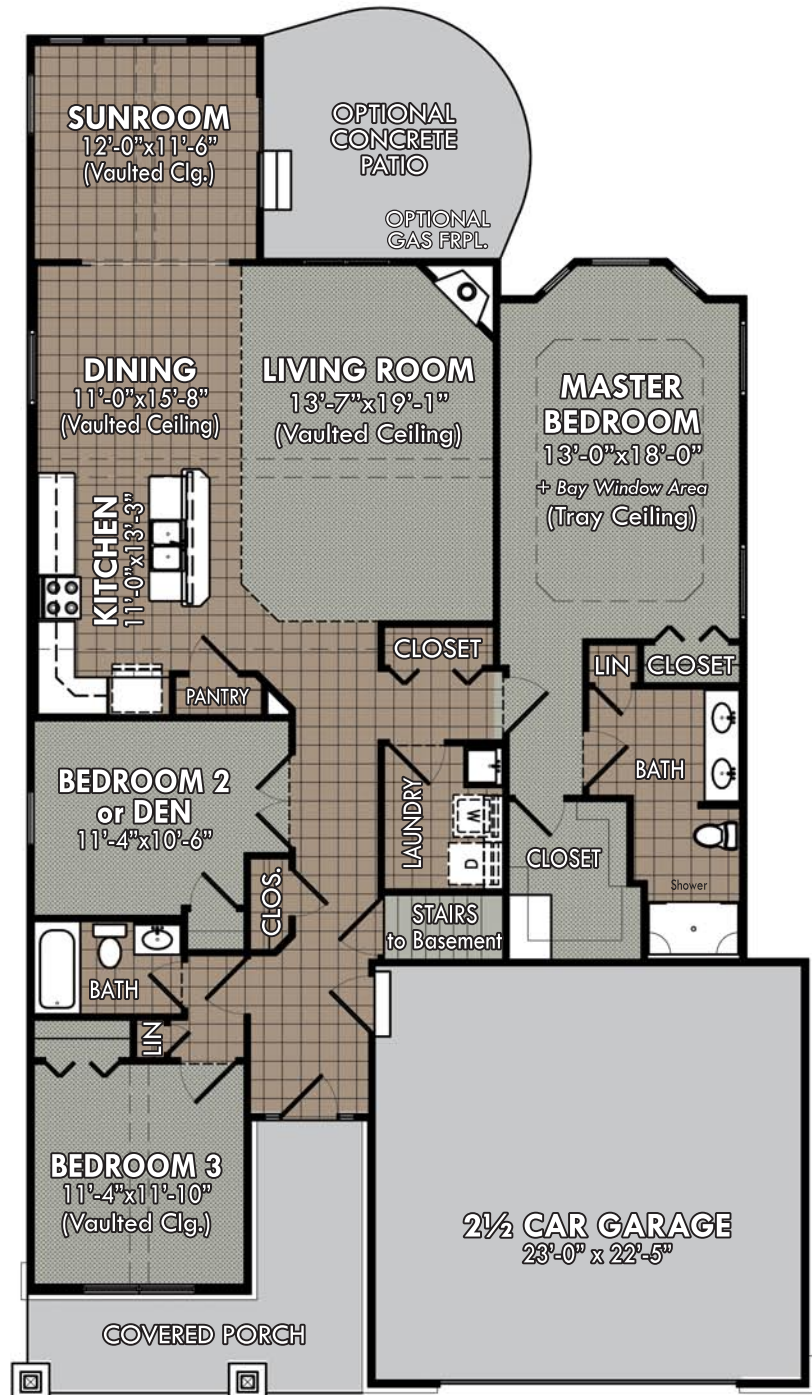 SUNROOM
12'-0"x11'-6"
(Vaulted Clg.)
OPTIONAL
CONCRETE
PATIO
OPTIONAL
GAS FRPL.
DINING
11'-0"x15'-8"
(Vaulted Ceiling)
LIVING ROOM
13'-7"x19'-1"
(Vaulted Ceiling)
MASTER
BEDROOM
13'-0"x18'-0"
+ Bay Window Area
(Tray Ceiling)
KITCHEN
11'-0"x13'-3"
CLOSET
LIN
CLOSET
PANTRY
BEDROOM 2
or DEN
11'-4"x10'-6"
LAUNDRY
W
D
BATH
CLOSET
Shower
CLOS.
STAIRS
to Basement
BATH
LIN
BEDROOM 3
11'-4"x11'-10"
(Vaulted Clg.)
2½ CAR GARAGE
23'-0" x 22'-5"
COVERED PORCH